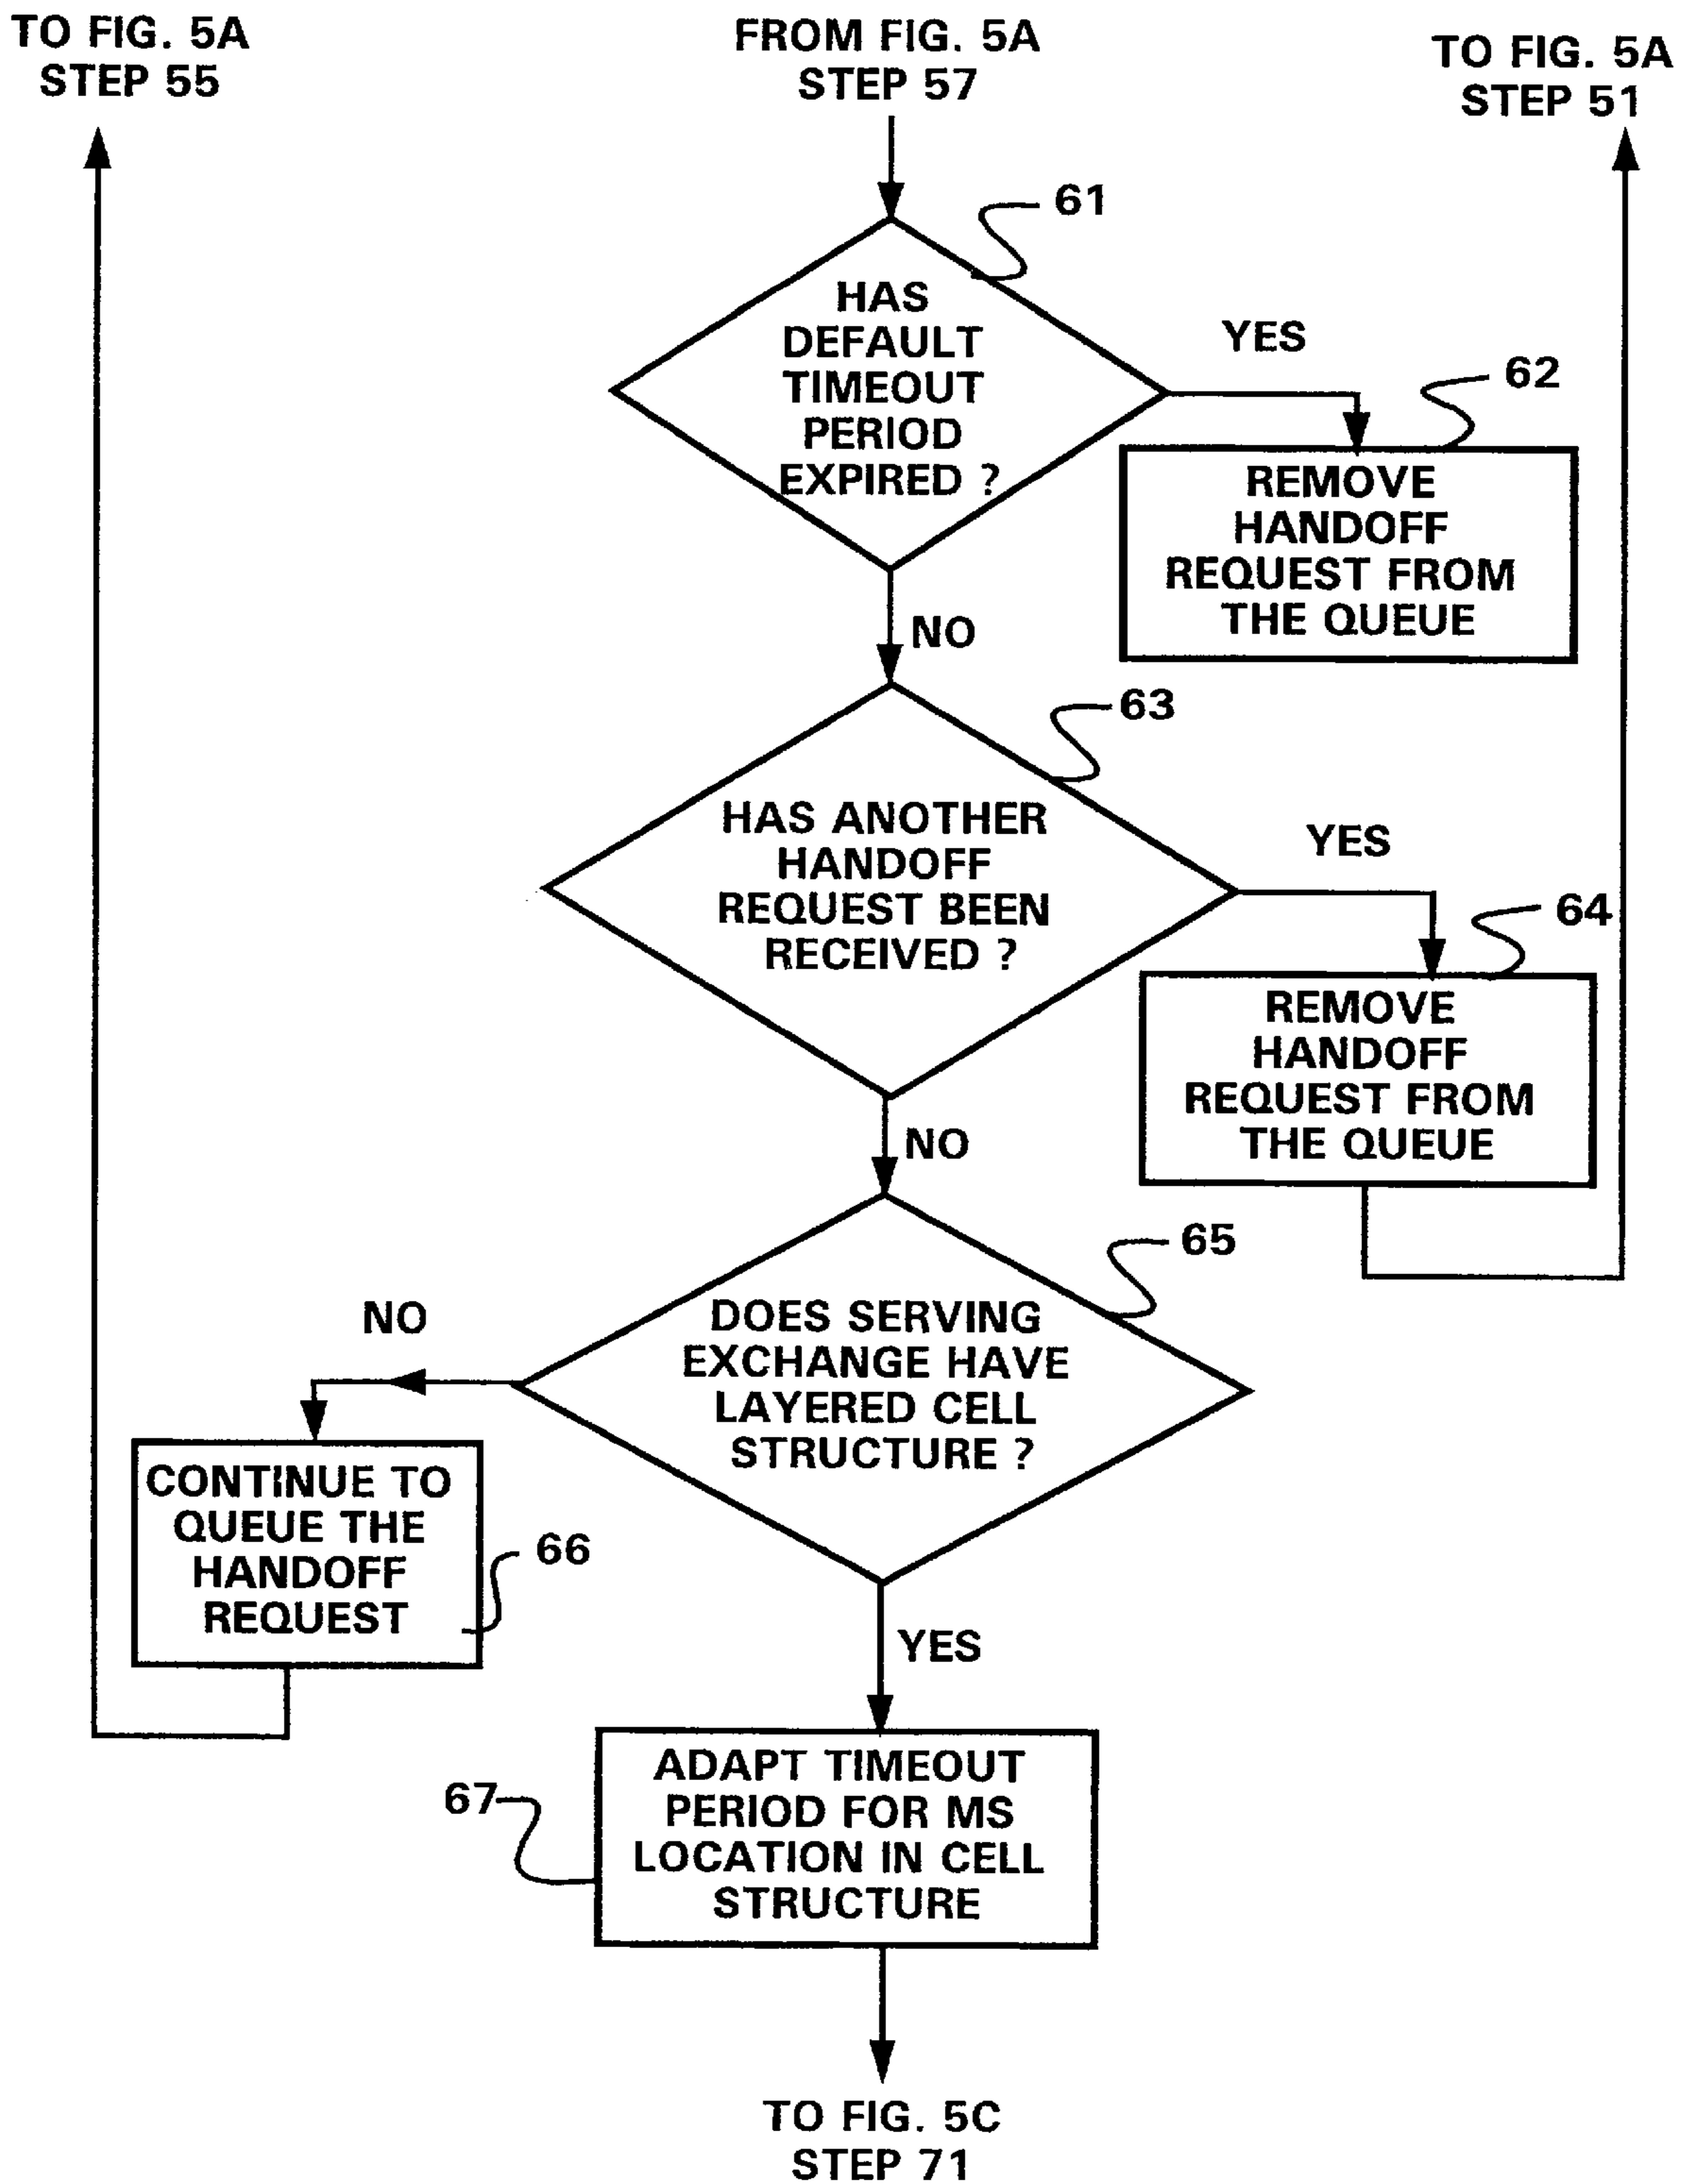 TO FIG. 5A
STEP 55
FROM FIG. 5A
STEP 57
TO FIG. 5A
STEP 51
61
HAS
DEFAULT
TIMEOUT
PERIOD
EXPIRED ?
YES
62
REMOVE
HANDOFF
REQUEST FROM
THE QUEUE
NO
63
HAS ANOTHER
HANDOFF
REQUEST BEEN
RECEIVED ?
YES
64
REMOVE
HANDOFF
REQUEST FROM
THE QUEUE
NO
65
DOES SERVING
EXCHANGE HAVE
LAYERED CELL
STRUCTURE ?
NO
CONTINUE TO
QUEUE THE
HANDOFF
REQUEST
66
YES
67
ADAPT TIMEOUT
PERIOD FOR MS
LOCATION IN CELL
STRUCTURE
TO FIG. 5C
STEP 71